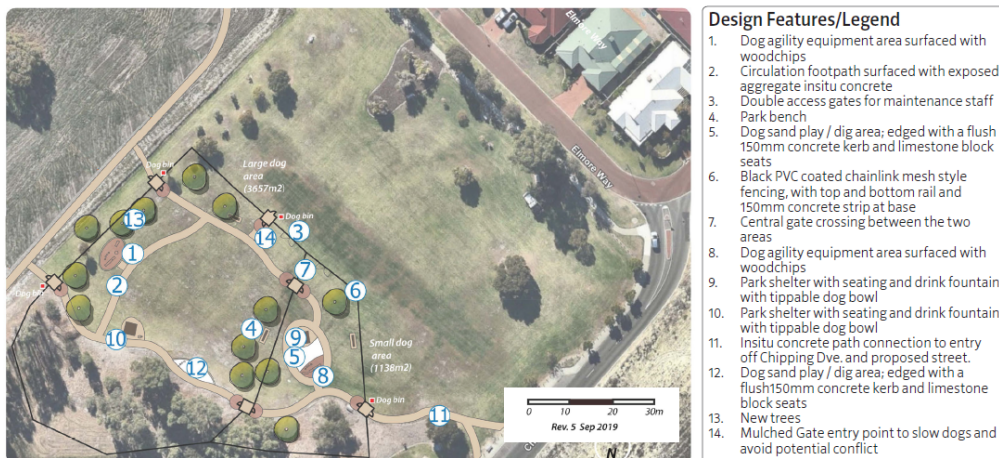 Elmore Way
Elmore Way
Dog bin
Large dog
area
(3657m2)
Dog bin
13
14
3
1
7
Dog bin
2
6
4
9
10
5
Small dog
area
(1138m2)
12
8
Dog bin
11
0 10 20 30m
Rev. 5 Sep 2019
N
Design Features/Legend
1. Dog agility equipment area surfaced with
woodchips
2. Circulation footpath surfaced with exposed
aggregate insitu concrete
3. Double access gates for maintenance staff
4. Park bench
5. Dog sand play / dig area; edged with a flush
150mm concrete kerb and limestone block
seats
6. Black PVC coated chainlink mesh style
fencing, with top and bottom rail and
150mm concrete strip at base
7. Central gate crossing between the two
areas
8. Dog agility equipment area surfaced with
woodchips
9. Park shelter with seating and drink fountain
with tippable dog bowl
10. Park shelter with seating and drink fountain
with tippable dog bowl
11. Insitu concrete path connection to entry
off Chipping Dve. and proposed street.
12. Dog sand play / dig area; edged with a
flush150mm concrete kerb and limestone
block seats
13. New trees
14. Mulched Gate entry point to slow dogs and
avoid potential conflict